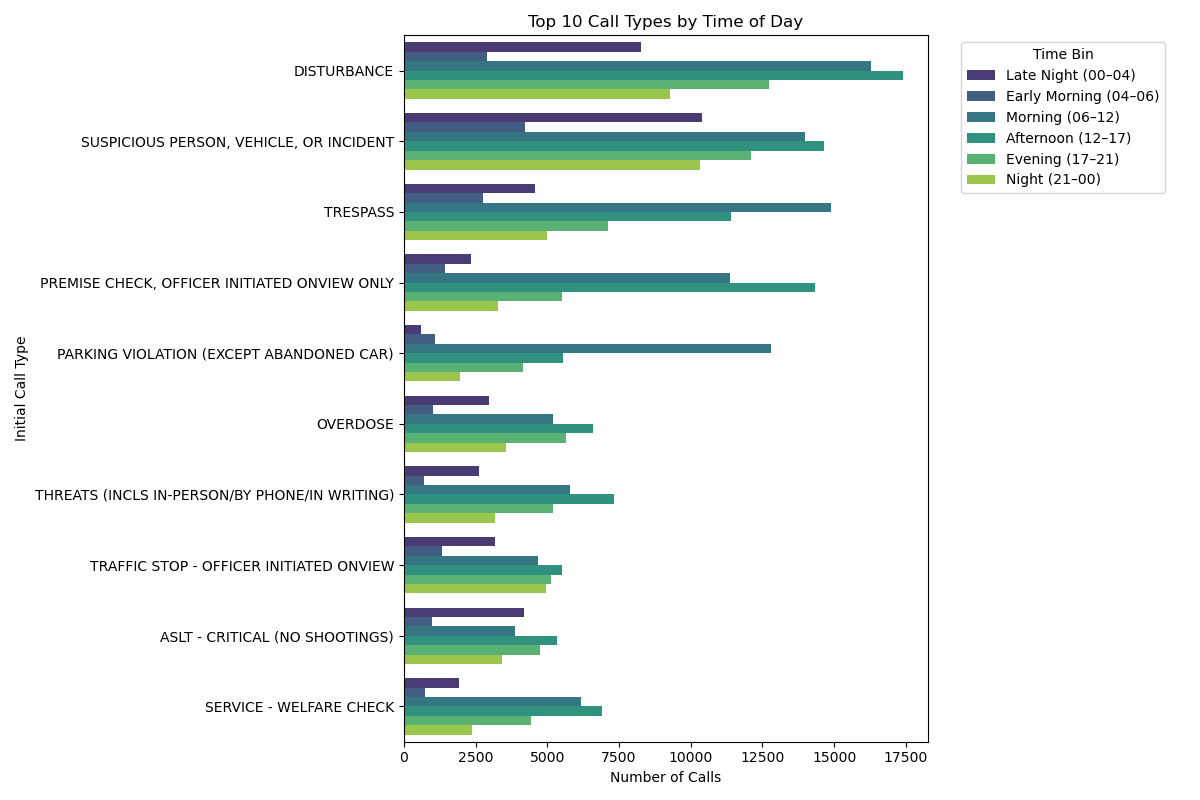 Top 10 Call Types by Time of Day
Time Bin
Late Night (00–04)
Early Morning (04–06)
Morning (06–12)
Afternoon (12–17)
Evening (17–21)
Night (21–00)
Initial Call Type
DISTURBANCE
SUSPICIOUS PERSON, VEHICLE, OR INCIDENT
TRESPASS
PREMISE CHECK, OFFICER INITIATED ONVIEW ONLY
PARKING VIOLATION (EXCEPT ABANDONED CAR)
OVERDOSE
THREATS (INCLS IN-PERSON/BY PHONE/IN WRITING)
TRAFFIC STOP - OFFICER INITIATED ONVIEW
ASLT - CRITICAL (NO SHOOTINGS)
SERVICE - WELFARE CHECK
0 2500 5000 7500 10000 12500 15000 17500
Number of Calls